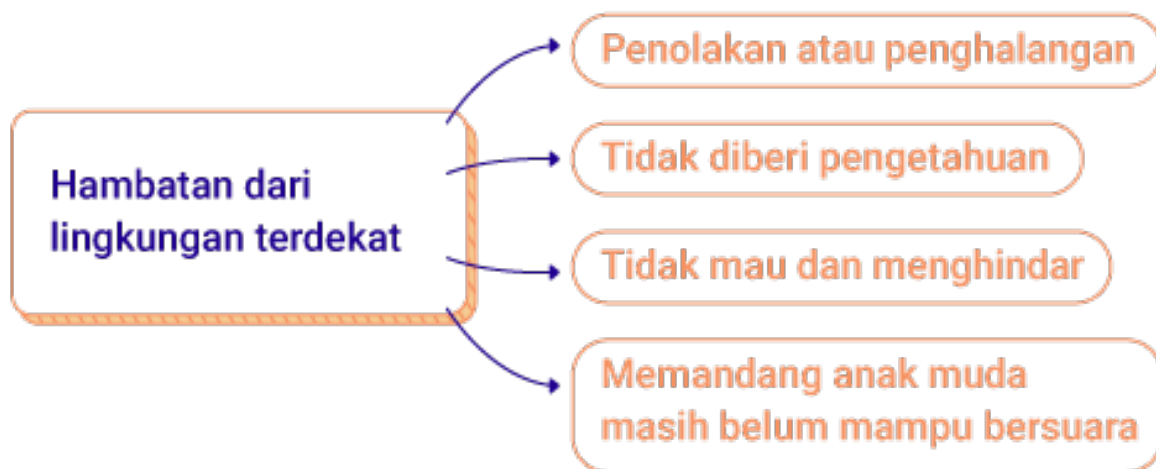 Hambatan dari
lingkungan terdekat
Penolakan atau penghalangan
Tidak diberi pengetahuan
Tidak mau dan menghindar
Memandang anak muda
masih belum mampu bersuara